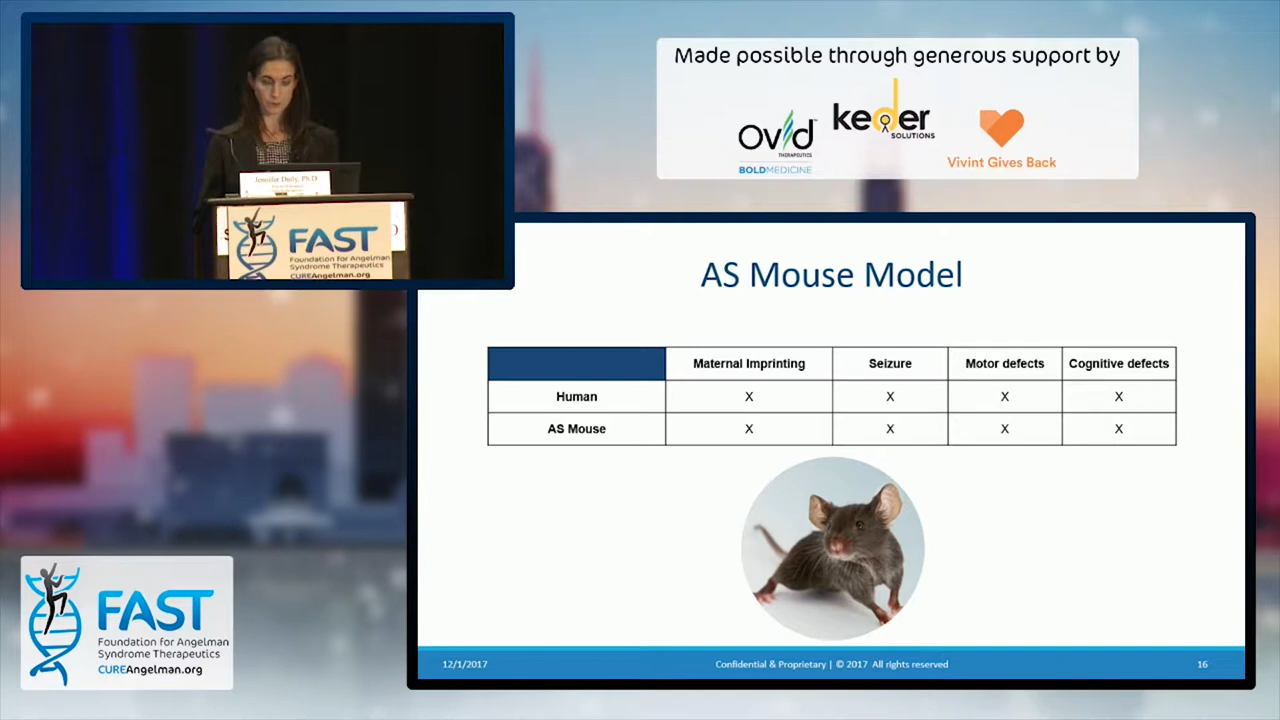 Made possible through generous support by
Ovid
THERAPEUTICS
BOLDMEDICINE
keder
SOLUTIONS
Vivint Gives Back
Ph.D.
FAST
Foundation for Angelman
Syndrome Therapeutics
CUREAngelman.org
AS Mouse Model
Maternal Imprinting Seizure Motor defects Cognitive defects
Human X X X X
AS Mouse X X X X
12/1/2017 Confidential & Proprietary | © 2017 All rights reserved 16
FAST
Foundation for Angelman
Syndrome Therapeutics
CUREAngelman.org